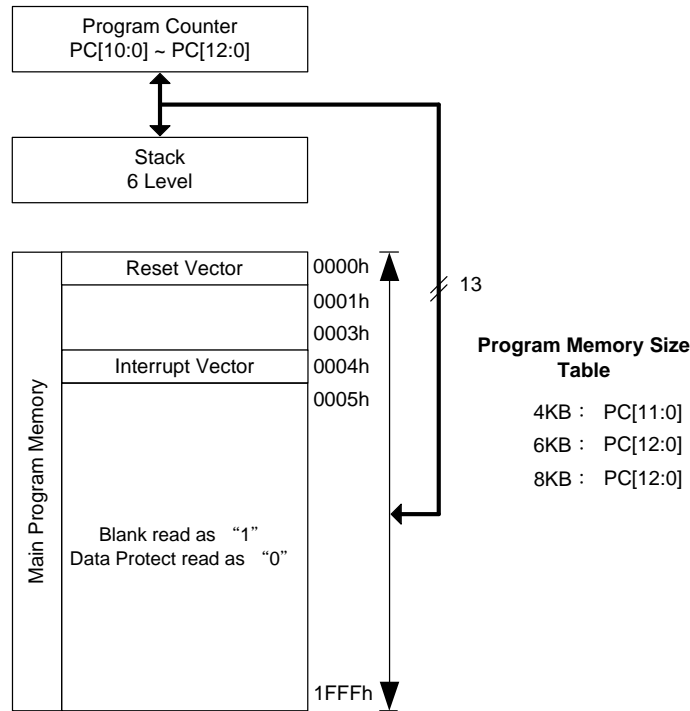 Program Counter
PC[10:0] ~ PC[12:0]
Stack
6 Level
13
Main Program Memory
Reset Vector
0000h
0001h
0003h
Interrupt Vector
0004h
0005h
Blank read as “1”
Data Protect read as “0”
1FFFh
Program Memory Size
Table
4KB： PC[11:0]
6KB： PC[12:0]
8KB： PC[12:0]